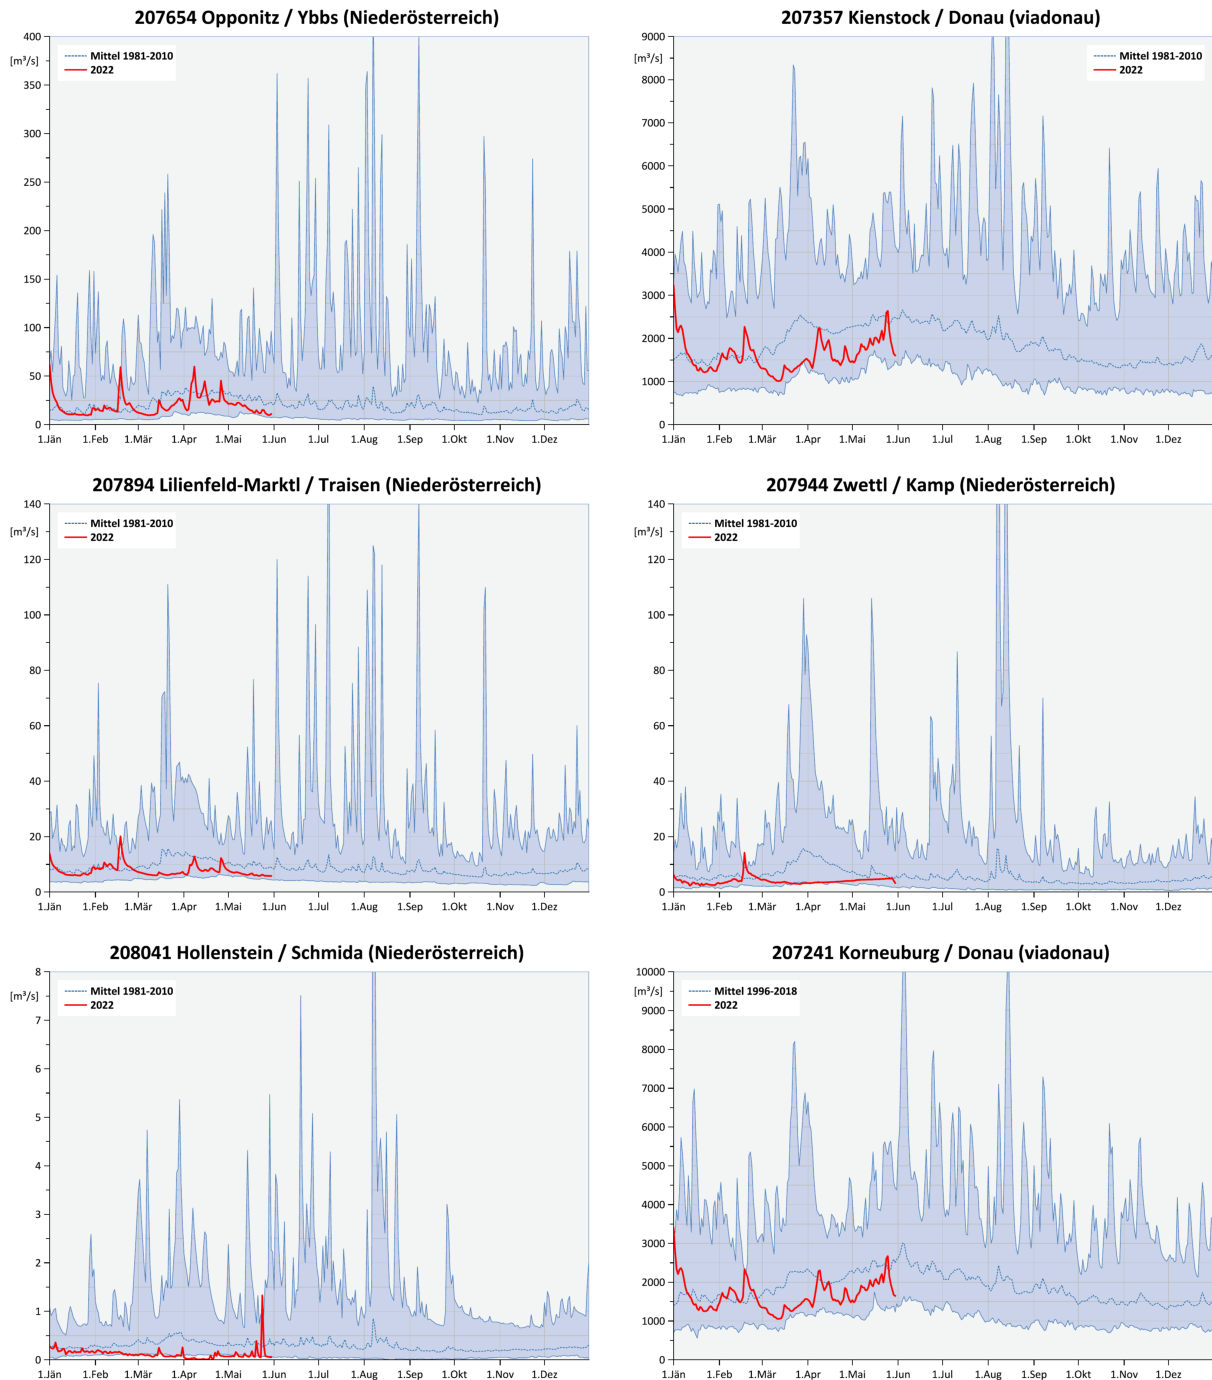 207654 Opponitz / Ybbs (Niederösterreich)
400
[m³/s]
350
300
250
200
150
100
50
0
Mittel 1981-2010
2022
1.Jän 1.Feb 1.Mär 1.Apr 1.Mai 1.Jun 1.Jul 1.Aug 1.Sep 1.Okt 1.Nov 1.Dez
207357 Kienstock / Donau (viadonau)
9000
[m³/s]
8000
7000
6000
5000
4000
3000
2000
1000
0
Mittel 1981-2010
2022
1.Jän 1.Feb 1.Mär 1.Apr 1.Mai 1.Jun 1.Jul 1.Aug 1.Sep 1.Okt 1.Nov 1.Dez
207894 Lilienfeld-Marktl / Traisen (Niederösterreich)
140
[m³/s]
120
100
80
60
40
20
0
Mittel 1981-2010
2022
1.Jän 1.Feb 1.Mär 1.Apr 1.Mai 1.Jun 1.Jul 1.Aug 1.Sep 1.Okt 1.Nov 1.Dez
207944 Zwettl / Kamp (Niederösterreich)
140
[m³/s]
120
100
80
60
40
20
0
Mittel 1981-2010
2022
1.Jän 1.Feb 1.Mär 1.Apr 1.Mai 1.Jun 1.Jul 1.Aug 1.Sep 1.Okt 1.Nov 1.Dez
208041 Hollenstein / Schmida (Niederösterreich)
8
[m³/s]
7
6
5
4
3
2
1
0
Mittel 1981-2010
2022
1.Jän 1.Feb 1.Mär 1.Apr 1.Mai 1.Jun 1.Jul 1.Aug 1.Sep 1.Okt 1.Nov 1.Dez
207241 Korneuburg / Donau (viadonau)
10000
[m³/s]
9000
8000
7000
6000
5000
4000
3000
2000
1000
0
Mittel 1996-2018
2022
1.Jän 1.Feb 1.Mär 1.Apr 1.Mai 1.Jun 1.Jul 1.Aug 1.Sep 1.Okt 1.Nov 1.Dez